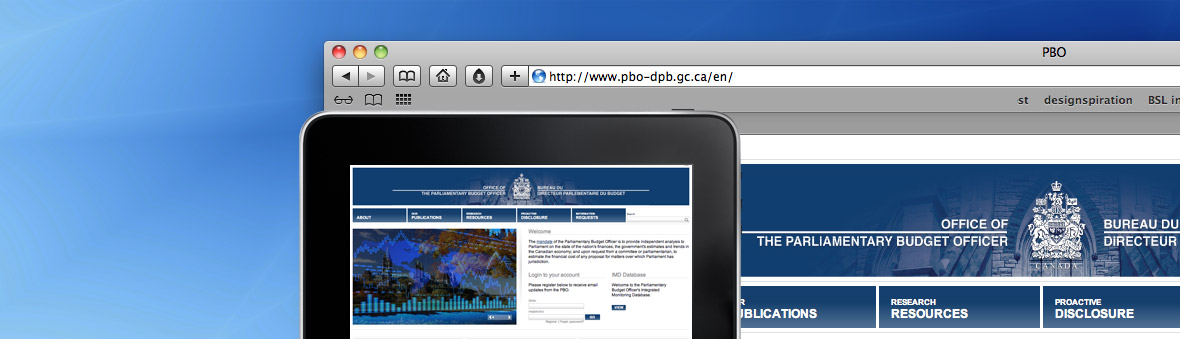 PBO
http://www.pbo-dpb.gc.ca/en/
st designspiration BSL in
OFFICE OF
THE PARLIAMENTARY BUDGET OFFICER
BUREAU DU
DIRECTEUR PARLEMENTAIRE DU BUDGET
ABOUT
OUR
PUBLICATIONS
RESEARCH
RESOURCES
PROACTIVE
DISCLOSURE
INFORMATION
REQUESTS
Search
Welcome
The mandate of the Parliamentary Budget Officer is to provide independent analysis to
Parliament on the state of the nation's finances, the government's estimates and trends in
the Canadian economy; and upon request from a committee or parliamentarian, to
estimate the financial cost of any proposal for matters over which Parliament has
jurisdiction.
Login to your account
Please register below to receive email
updates from the PBO.
GO
Register | Forgot password?
IMD Database
Welcome to the Parliamentary
Budget Officer's Integrated
Monitoring Database
VIEW
OFFICE OF
THE PARLIAMENTARY BUDGET OFFICER
CANADA
BUREAU DU
DIRECTEUR
R
UBLICATIONS
RESEARCH
RESOURCES
PROACTIVE
DISCLOSURE